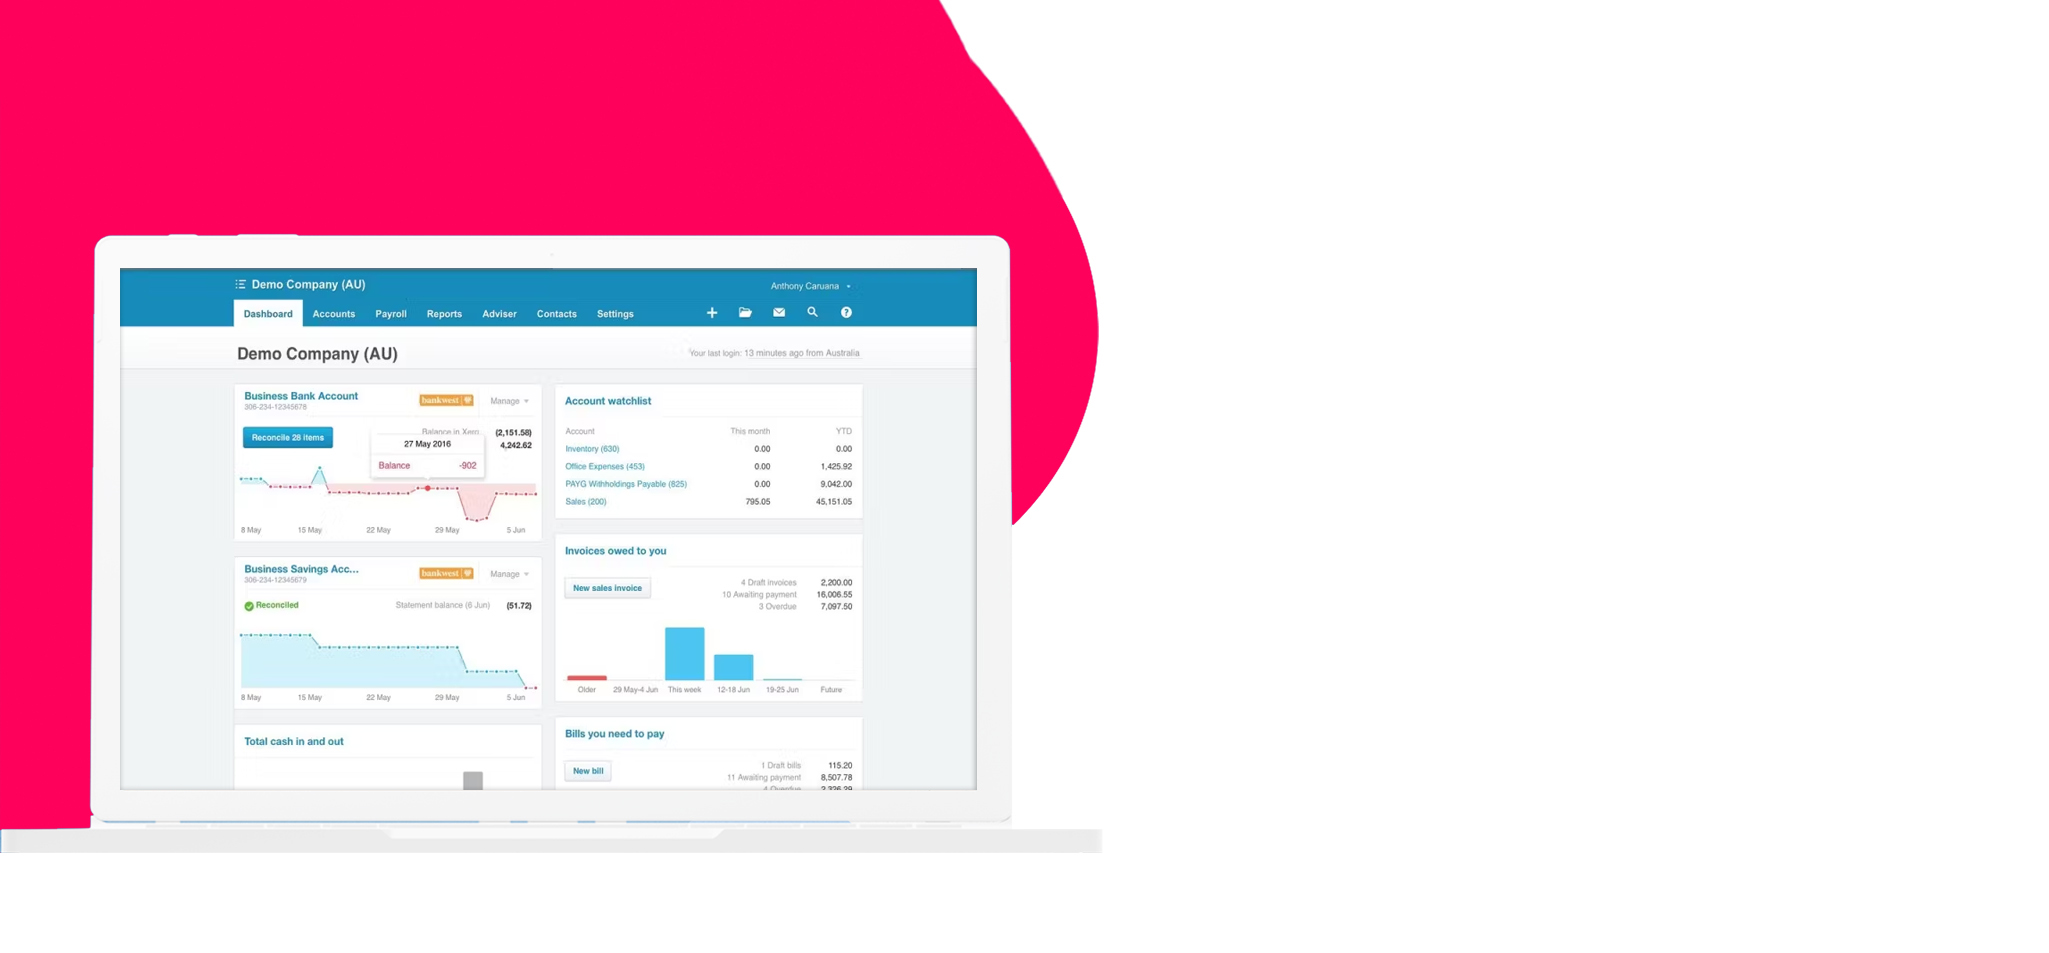 Demo Company (AU)
Anthony Caruana
Dashboard Accounts Payroll Reports Adviser Contacts Settings
Demo Company (AU)
Your last login: 13 minutes ago from Australia
Business Bank Account
306-234-12345678
bankwest
Manage
Reconcile 28 items
Balance in Xero (2,151.58)
4,242.62
27 May 2016
Balance -902
8 May 15 May 22 May 29 May 5 Jun
Business Savings Acc...
306-234-12345679
bankwest
Manage
Reconciled
Statement balance (6 Jun) (51.72)
8 May 15 May 22 May 29 May 5 Jun
Total cash in and out
Account watchlist
Account This month YTD
Inventory (630) 0.00 0.00
Office Expenses (453) 0.00 1,425.92
PAYG Withholdings Payable (825) 0.00 9,042.00
Sales (200) 795.05 45,151.05
Invoices owed to you
New sales invoice
4 Draft invoices 2,200.00
10 Awaiting payment 16,006.55
3 Overdue 7,097.50
Older 29 May-4 Jun This week 12-18 Jun 19-25 Jun Future
Bills you need to pay
New bill
1 Draft bills 115.20
11 Awaiting payment 8,507.78
4 Overdue 2,326.29